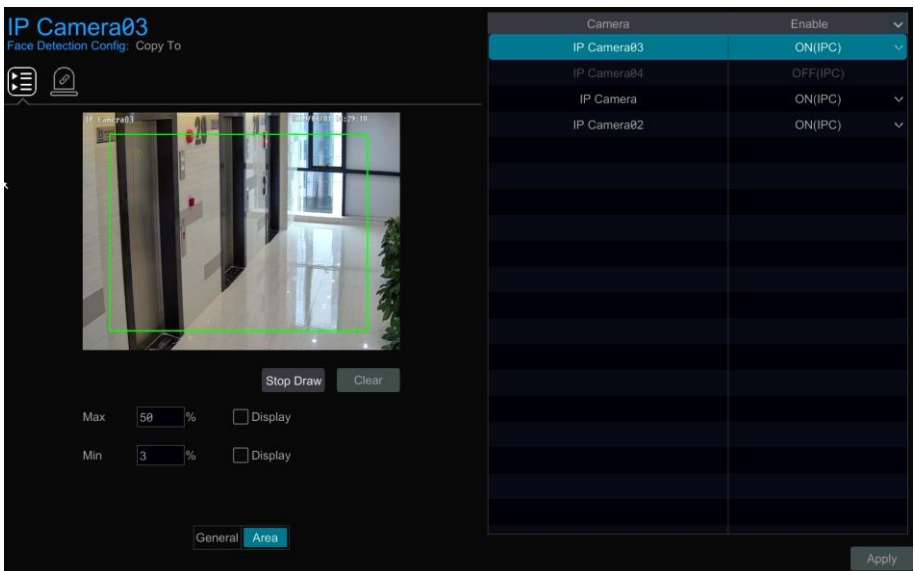 IP Camera03
Face Detection Config: Copy To
IP Camera03
Stop Draw Clear
Max 50 % Display
Min 3 % Display
General Area
Camera Enable
IP Camera03 ON(IPC)
IP Camera04 OFF(IPC)
IP Camera ON(IPC)
IP Camera02 ON(IPC)
Apply